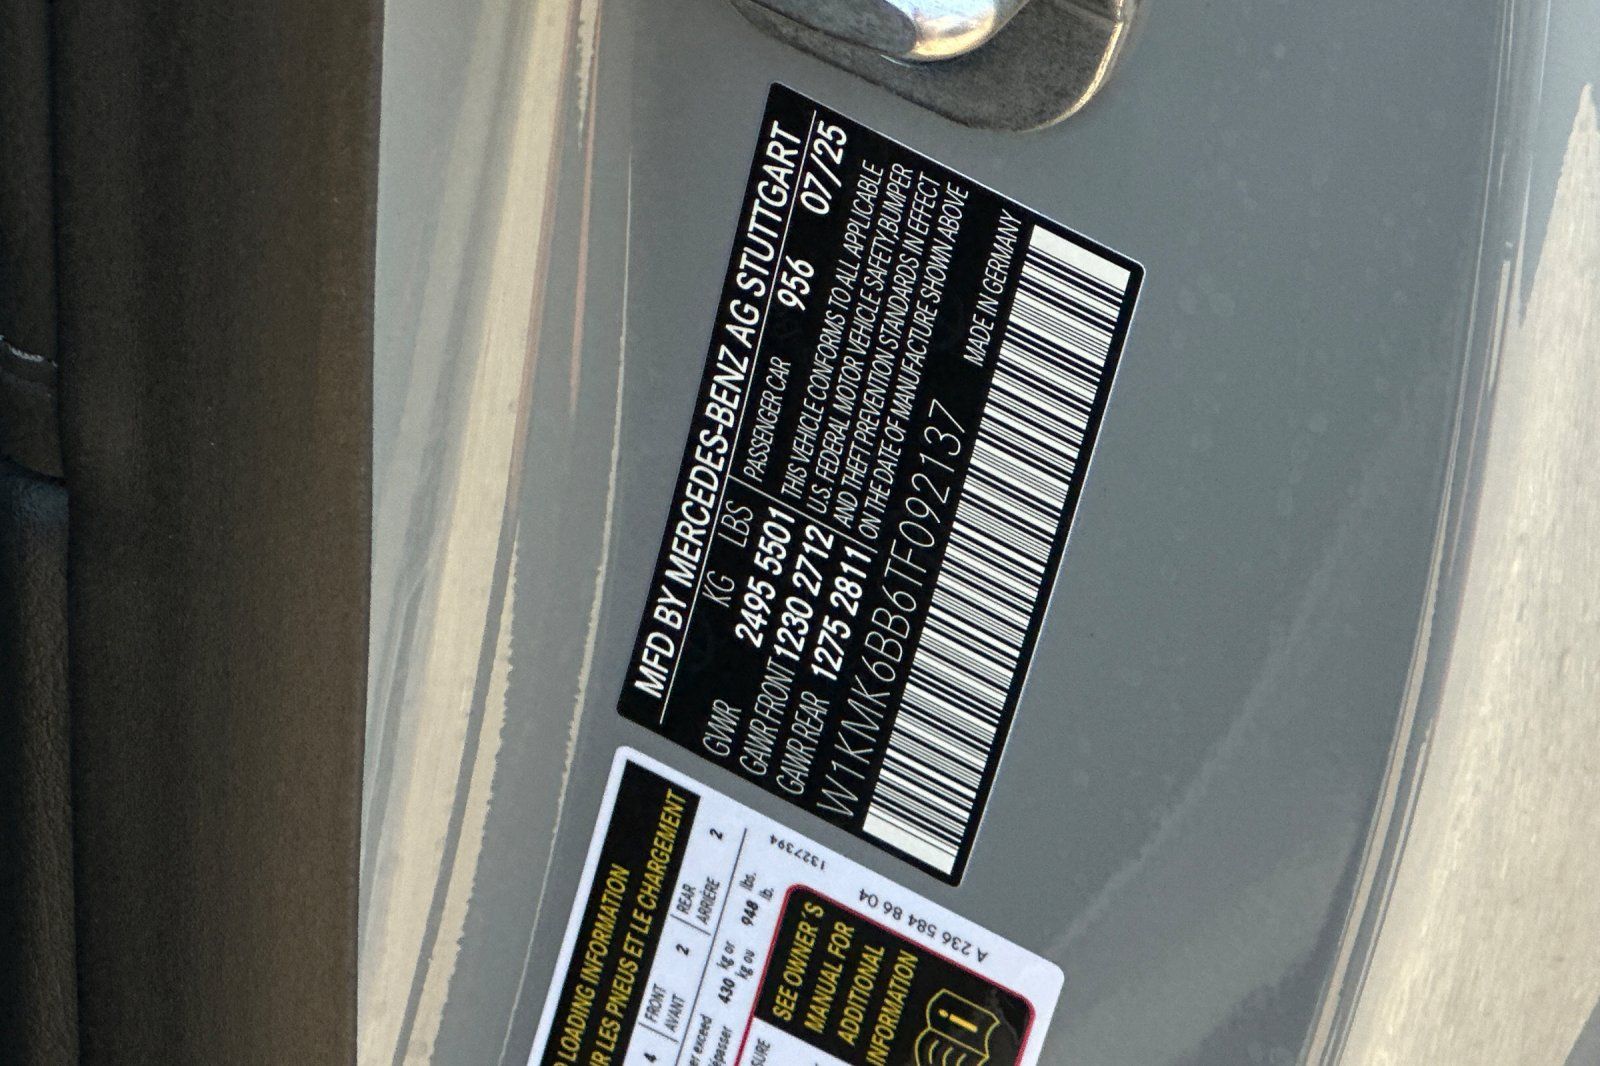 MFD BY MERCEDES-BENZ AG STUTTGART
KG LBS PASSENGER CAR 956 07/25
GVWR 2495 5501
GAWR FRONT 1230 2712
GAWR REAR 1275 2811
THIS VEHICLE CONFORMS TO ALL APPLICABLE
U.S. FEDERAL MOTOR VEHICLE SAFETY,BUMPER
AND THEFT PREVENTION STANDARDS IN EFFECT
ON THE DATE OF MANUFACTURE SHOWN ABOVE
W1KMK6BB6TF092137
MADE IN GERMANY
LOADING INFORMATION
LES PNEUS ET LE CHARGEMENT
4 FRONT 2 REAR 2
AVANT ARRIÈRE
exceed 430 kg or 948 lbs.
kg ou lb.
1327394
SEE OWNER'S
MANUAL FOR
ADDITIONAL
INFORMATION
i
A 236 584 86 04